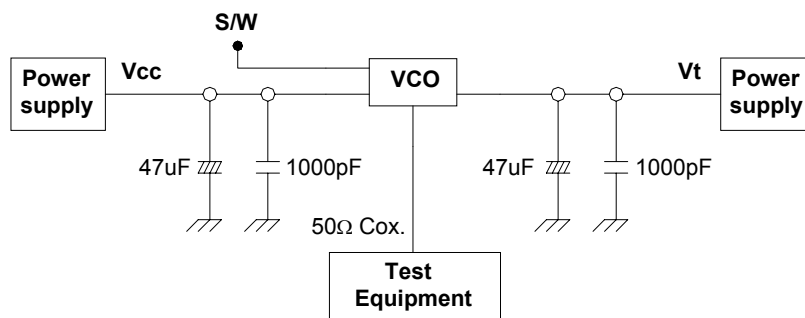 S/W
Power
supply
Vcc
VCO
Vt
Power
supply
47uF
1000pF
47uF
1000pF
50Ω Cox.
Test
Equipment